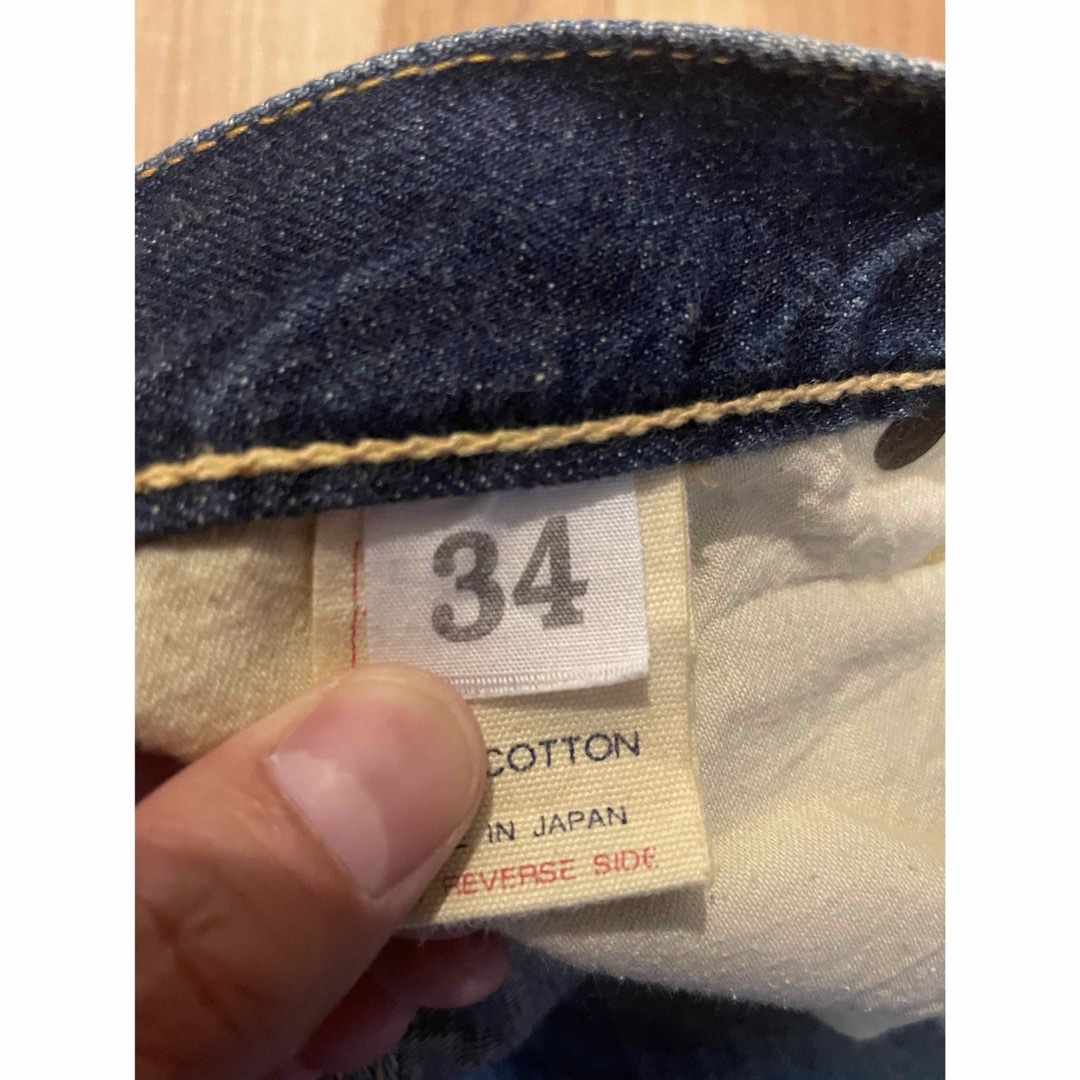 34
COTTON
IN JAPAN
REVERSE SIDE